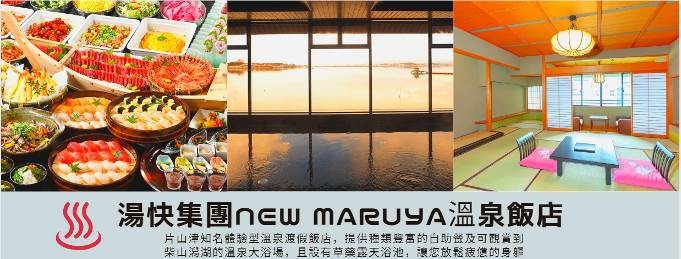 湯快集團NEW MARUYA溫泉飯店
片山津知名體驗型溫泉渡假飯店，提供種類豐富的自助餐及可觀賞到
柴山潟湖的溫泉大浴場，且設有草藥露天浴池，讓您放鬆疲憊的身軀